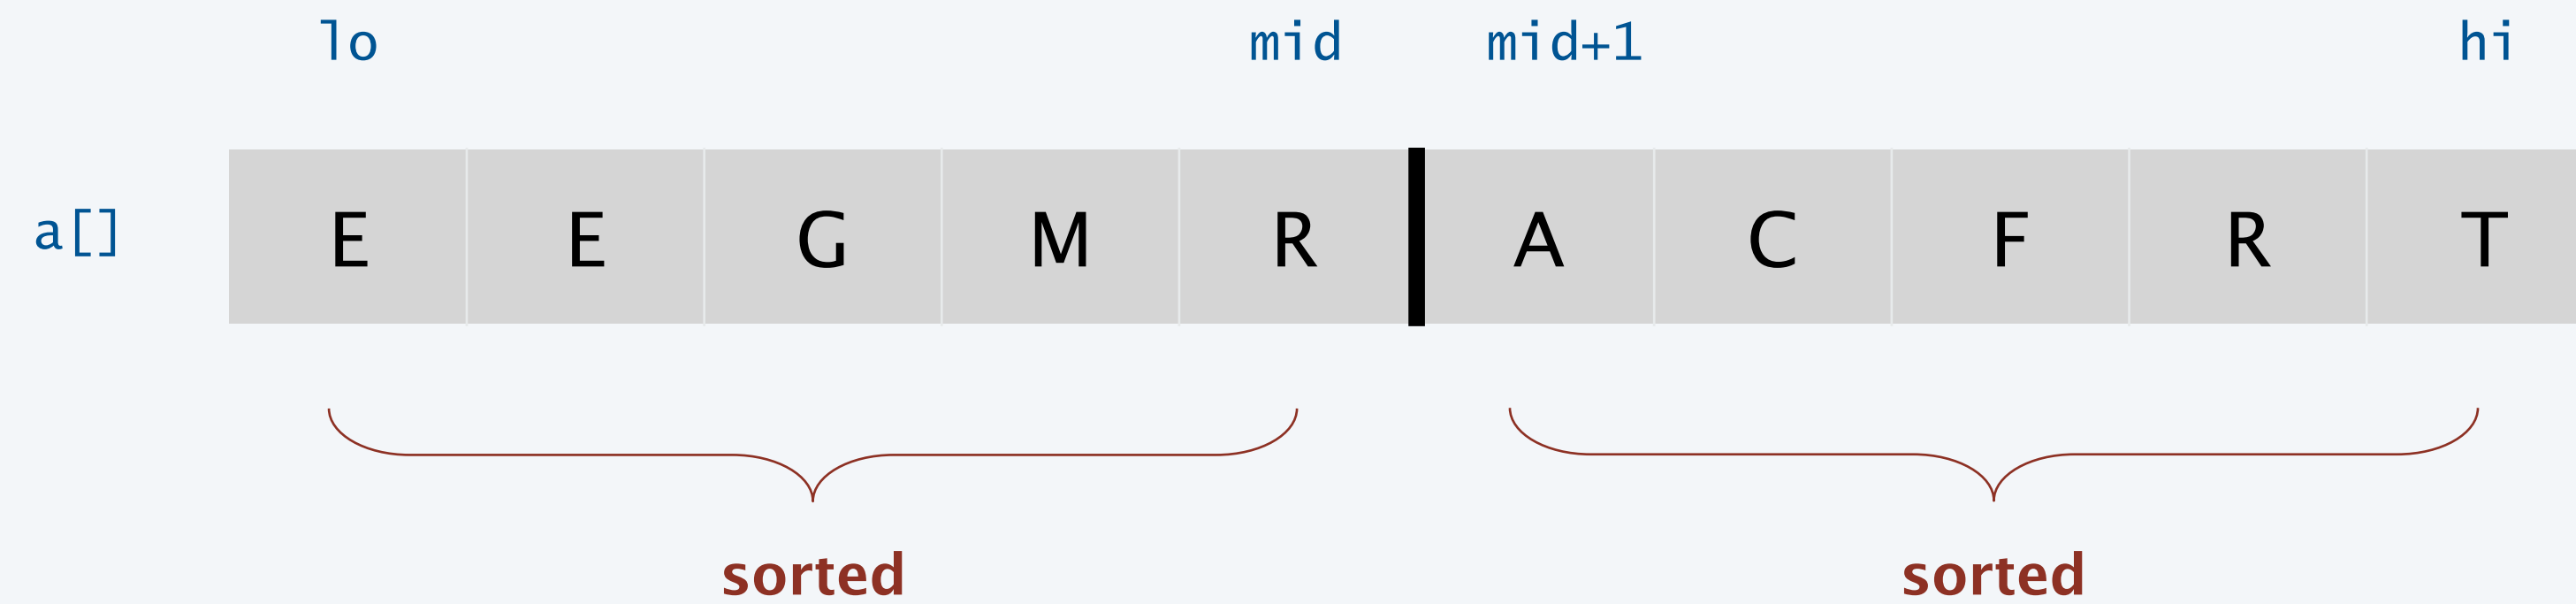 lo mid mid+1 hi
a[] E E G M R A C F R T
sorted sorted